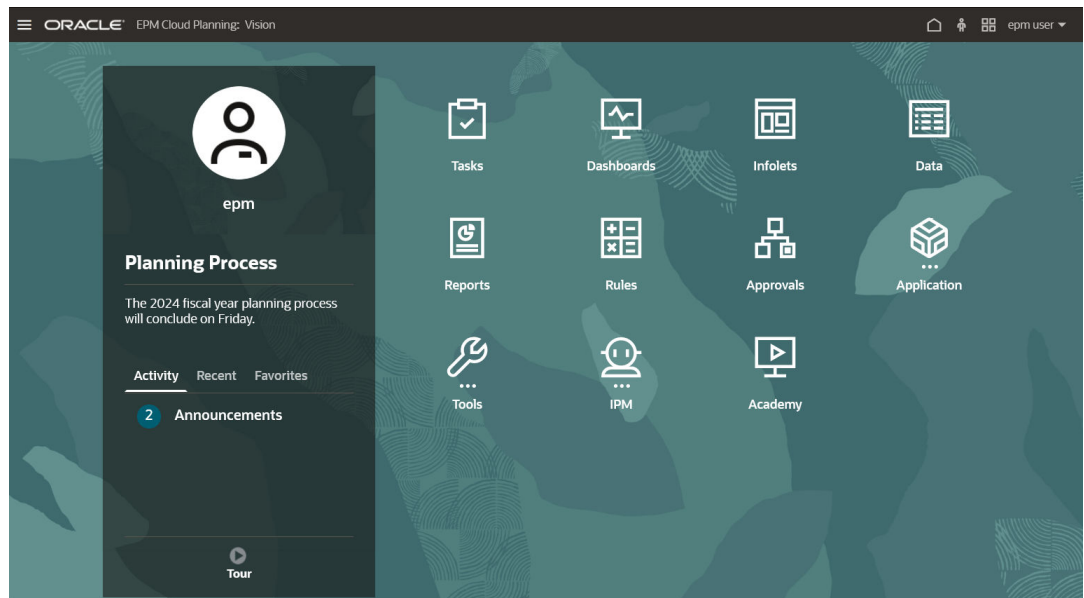 ORACLE EPM Cloud Planning: Vision epm user
epm
Planning Process
The 2024 fiscal year planning process
will conclude on Friday.
Activity Recent Favorites
2 Announcements
Tour
Tasks Dashboards Infolets Data
Reports Rules Approvals Application
Tools IPM Academy